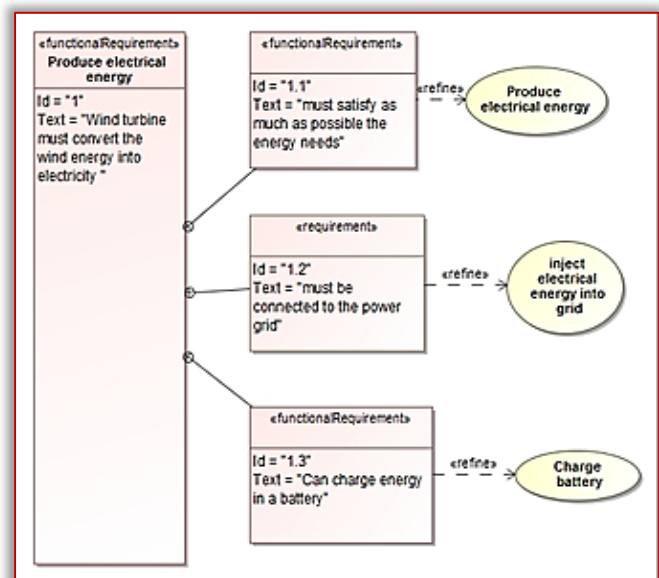 «functionalRequirement»
Produce electrical
energy
Id = "1"
Text = "Wind turbine
must convert the
wind energy into
electricity "
«functionalRequirement»
Id = "1.1"
Text = "must satisfy as
much as possible the
energy needs"
«refine»
Produce
electrical energy
«requirement»
Id = "1.2"
Text = "must be
connected to the power
grid"
«refine»
inject
electrical
energy into
grid
«functionalRequirement»
Id = "1.3"
Text = "Can charge energy
in a battery"
«refine»
Charge
battery